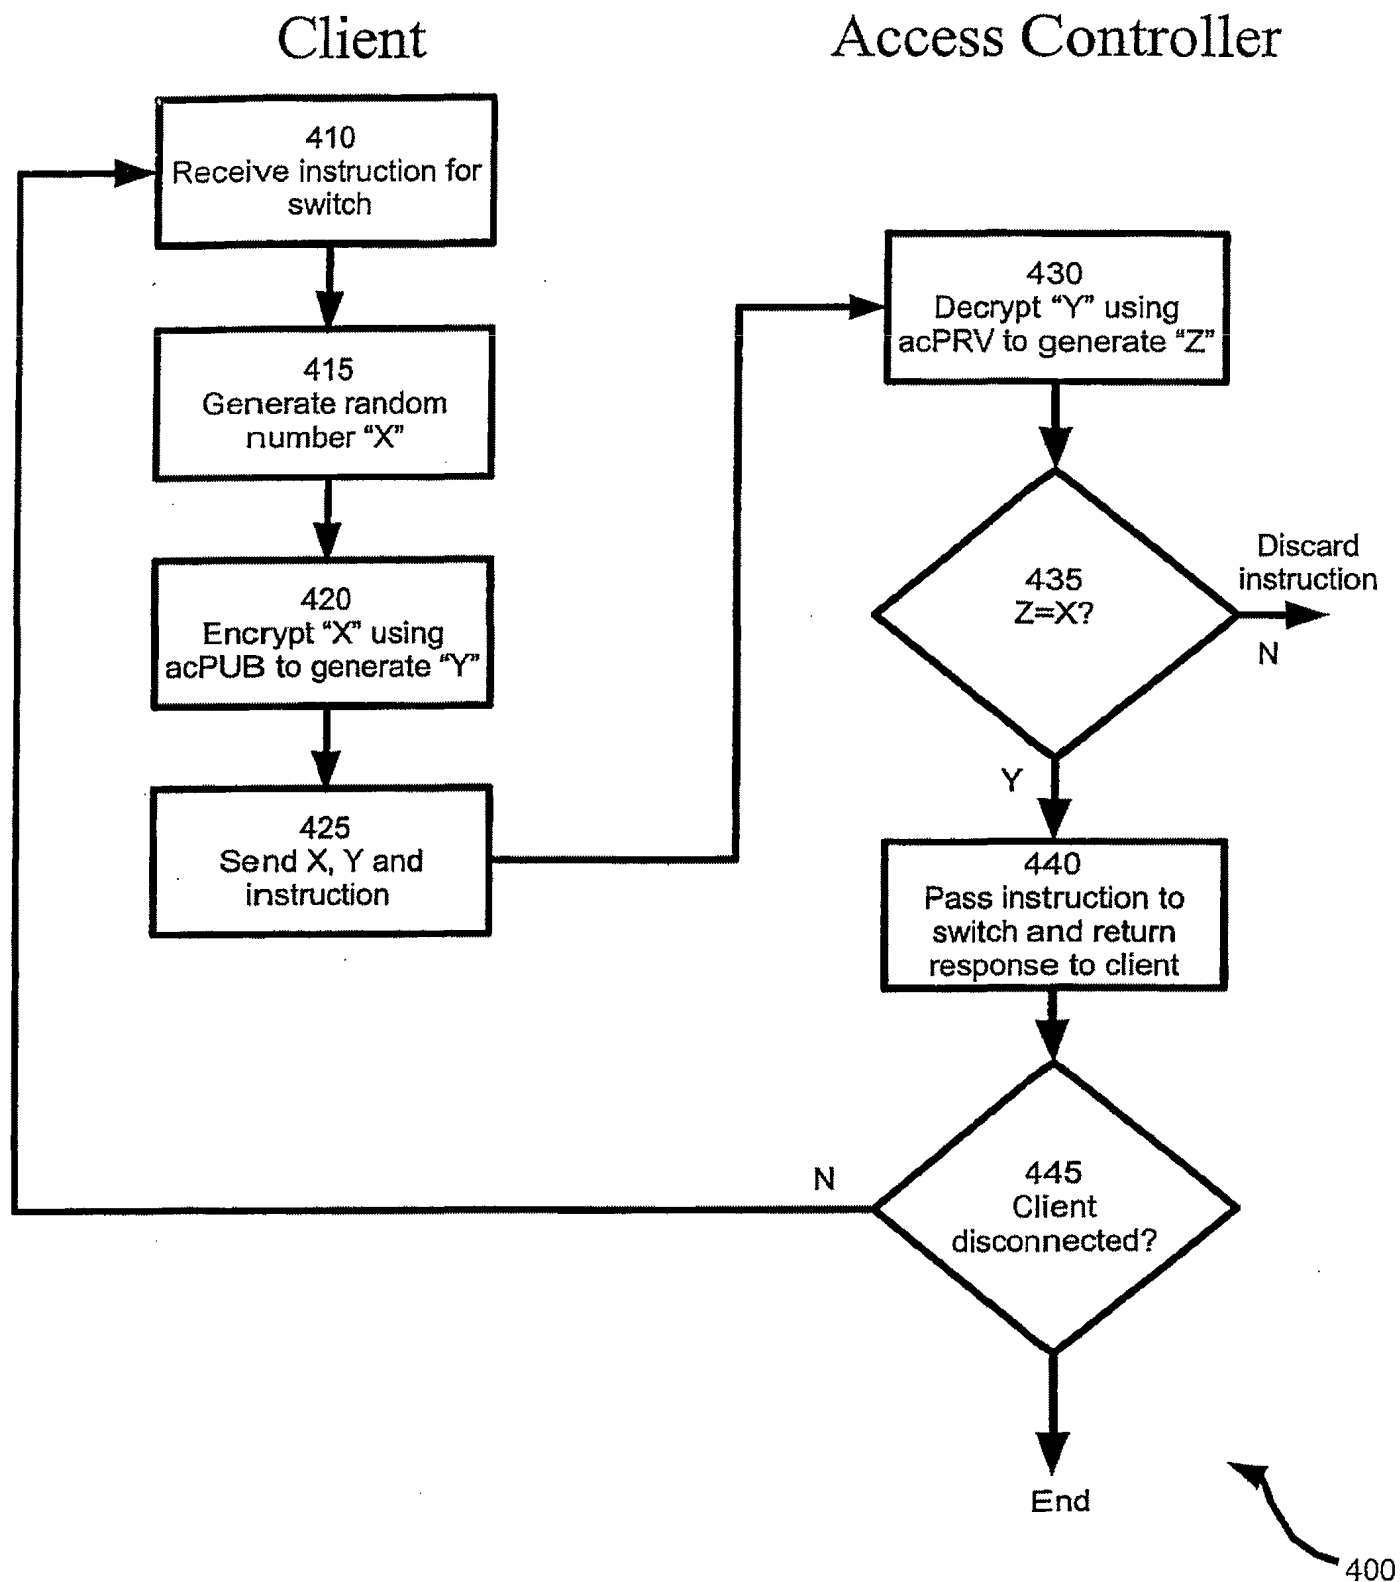 Client
Access Controller
410
Receive instruction for
switch
415
Generate random
number “X”
420
Encrypt “X” using
acPUB to generate “Y”
425
Send X, Y and
instruction
430
Decrypt “Y” using
acPRV to generate “Z”
435
Z=X?
Discard
instruction
N
Y
440
Pass instruction to
switch and return
response to client
445
Client
disconnected?
N
End
400